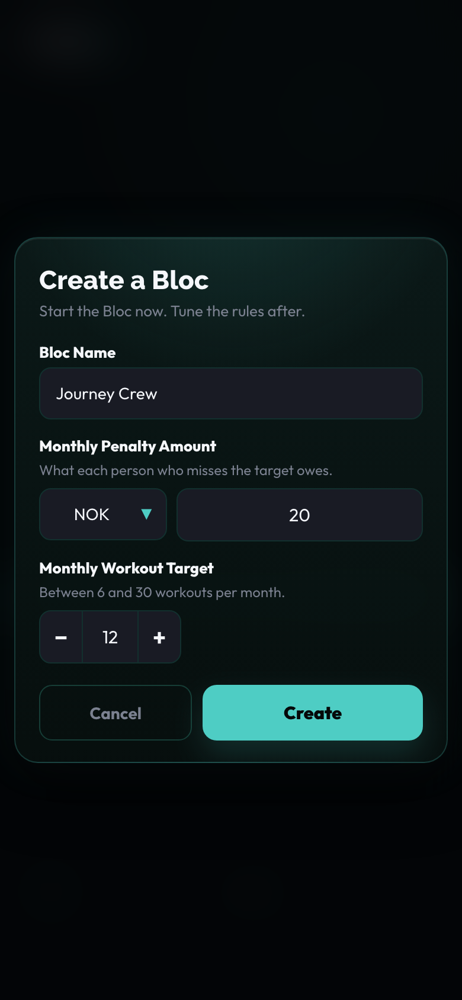 Create a Bloc
Start the Bloc now. Tune the rules after.
Bloc Name
Journey Crew
Monthly Penalty Amount
What each person who misses the target owes.
NOK ▼ 20
Monthly Workout Target
Between 6 and 30 workouts per month.
− 12 +
Cancel Create